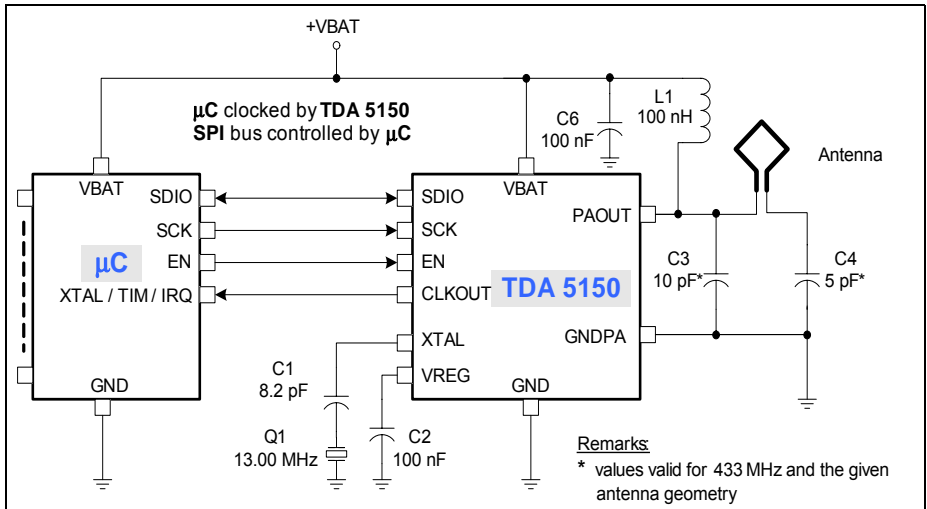 +VBAT
µC clocked by TDA 5150
SPI bus controlled by µC
C6
100 nF
L1
100 nH
Antenna
VBAT
SDIO
SCK
EN
XTAL / TIM / IRQ
GND
µC
VBAT
SDIO
SCK
EN
CLKOUT
XTAL
VREG
GND
PAOUT
GNDPA
TDA 5150
C3
10 pF*
C4
5 pF*
C1
8.2 pF
Q1
13.00 MHz
C2
100 nF
Remarks:
* values valid for 433 MHz and the given
antenna geometry